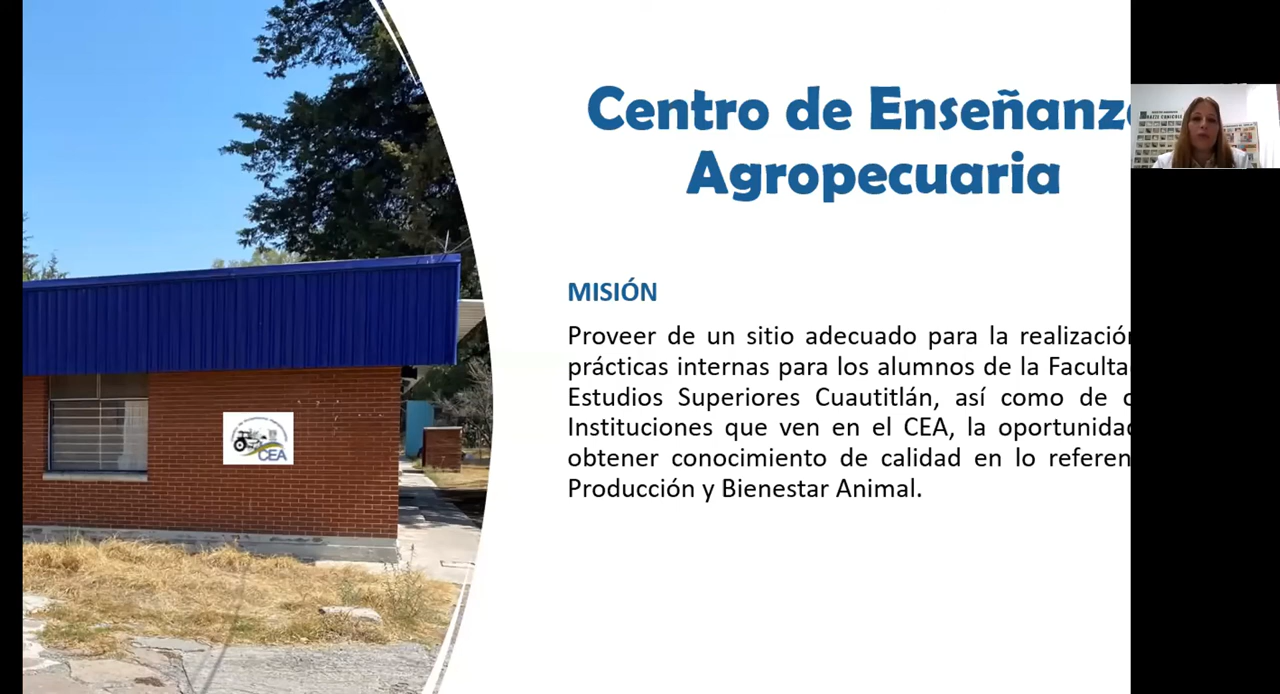 Centro de Enseñanz
Agropecuaria
MISIÓN
Proveer de un sitio adecuado para la realización
prácticas internas para los alumnos de la Faculta
Estudios Superiores Cuautitlán, así como de
Instituciones que ven en el CEA, la oportunidad
obtener conocimiento de calidad en lo referen
Producción y Bienestar Animal.
CEA